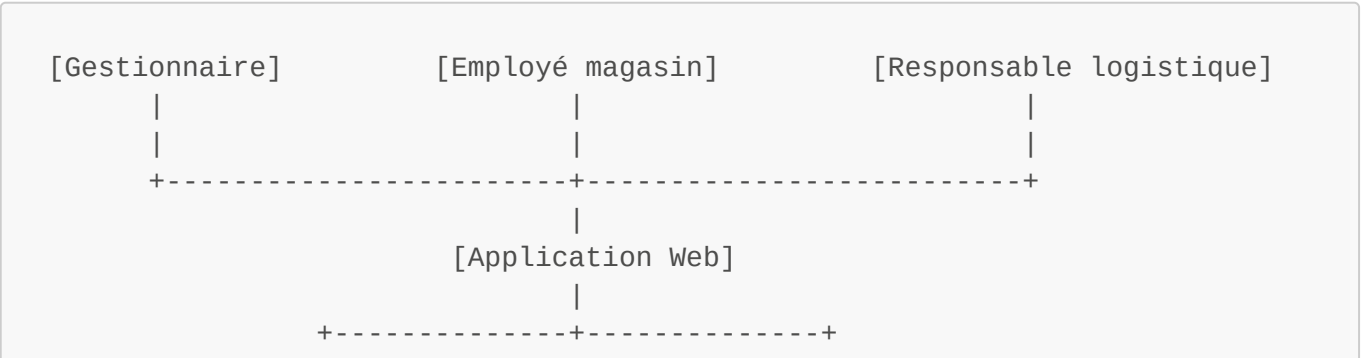 [Gestionnaire]         [Employé magasin]         [Responsable logistique]
      |                        |                          |
      |                        |                          |
      +------------------------+--------------------------+
                               |
                        [Application Web]
                               |
                +--------------+--------------+